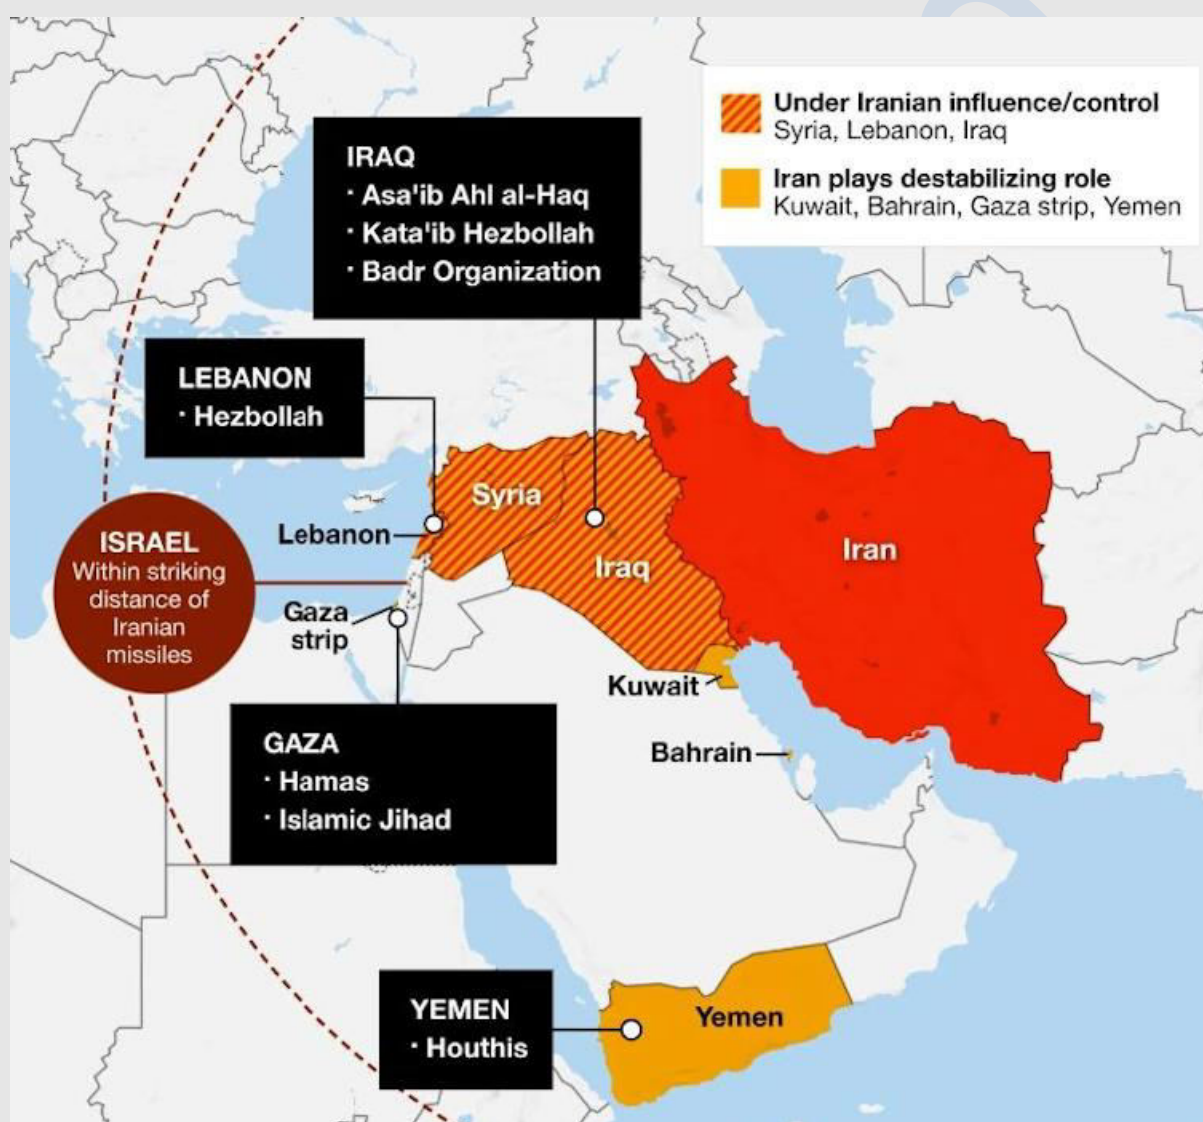 Under Iranian influence/control
Syria, Lebanon, Iraq
Iran plays destabilizing role
Kuwait, Bahrain, Gaza strip, Yemen
IRAQ
· Asa'ib Ahl al-Haq
· Kata'ib Hezbollah
· Badr Organization
LEBANON
· Hezbollah
Syria
Lebanon
Iraq
Iran
ISRAEL
Within striking
distance of
Iranian
missiles
Gaza
strip
Kuwait
Bahrain
GAZA
· Hamas
· Islamic Jihad
YEMEN
· Houthis
Yemen